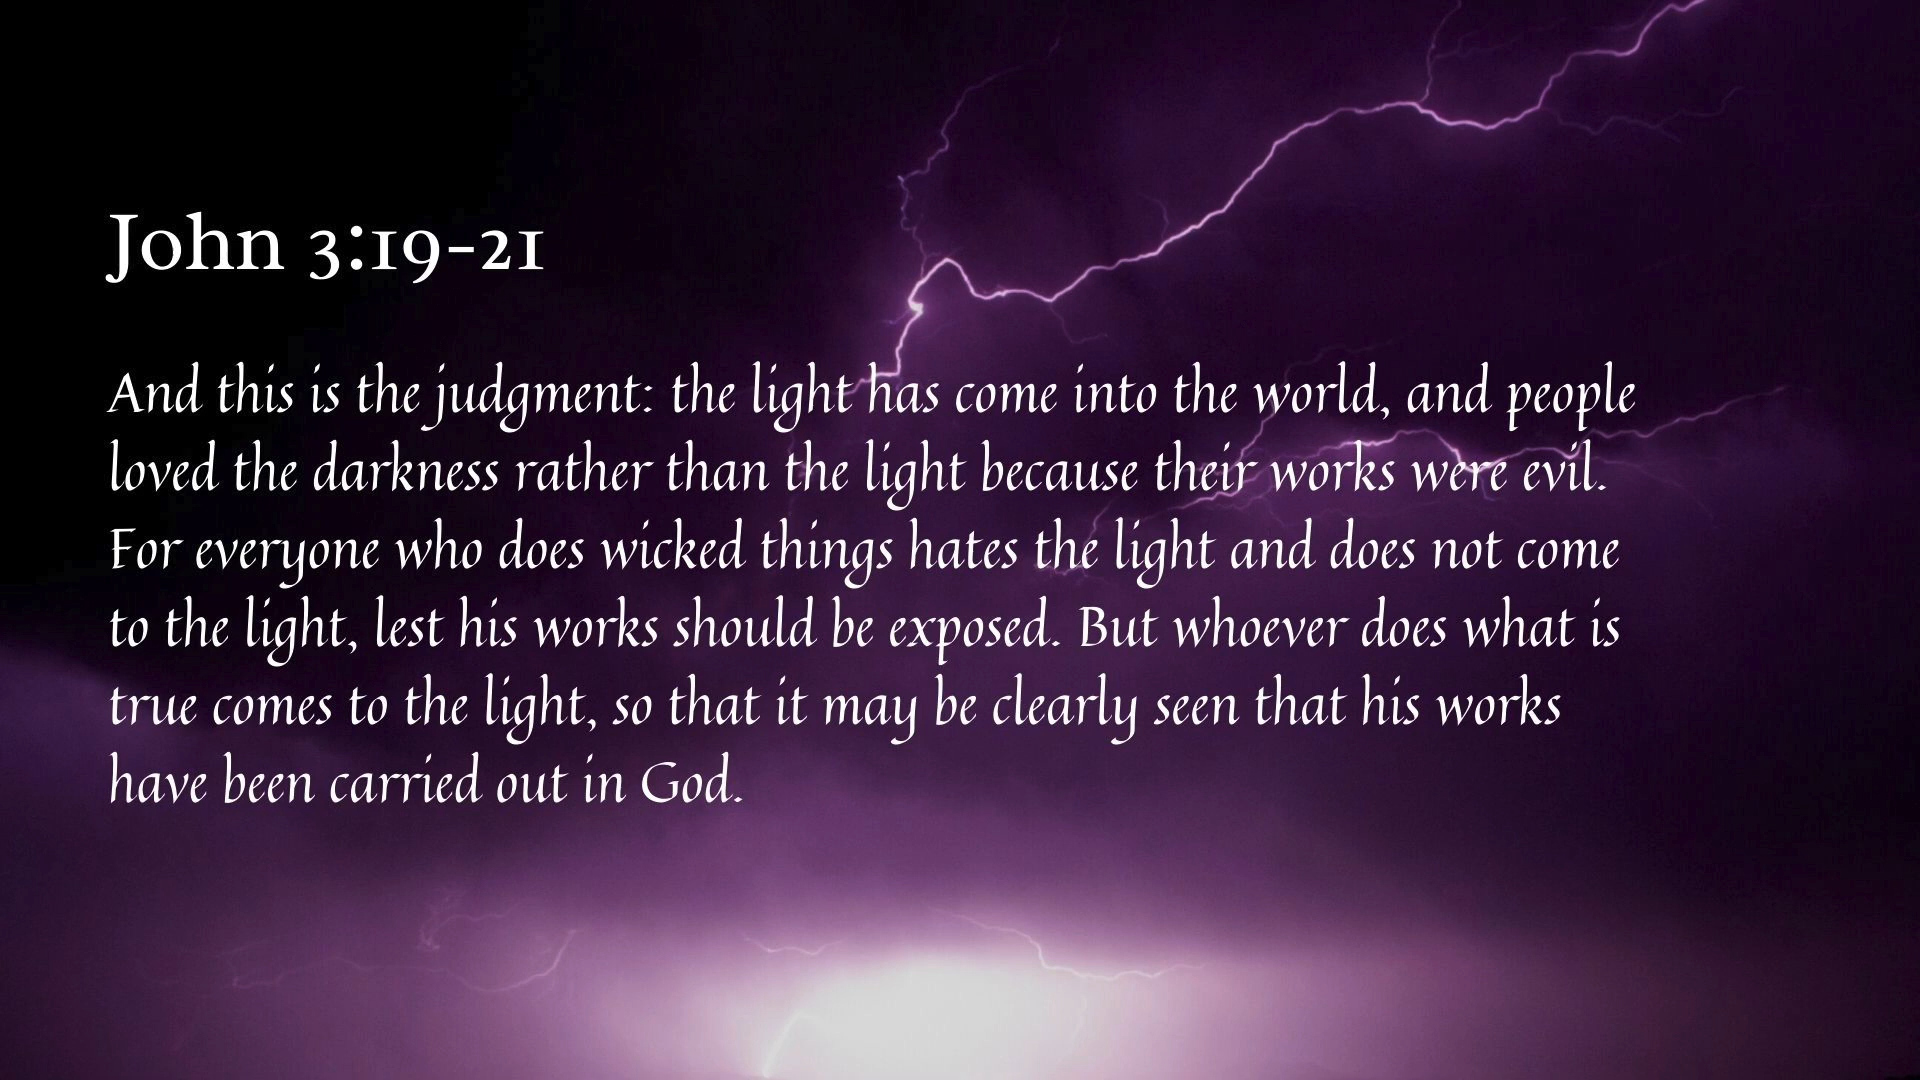 John 3:19-21
And this is the judgment: the light has come into the world, and people
loved the darkness rather than the light because their works were evil.
For everyone who does wicked things hates the light and does not come
to the light, lest his works should be exposed. But whoever does what is
true comes to the light, so that it may be clearly seen that his works
have been carried out in God.